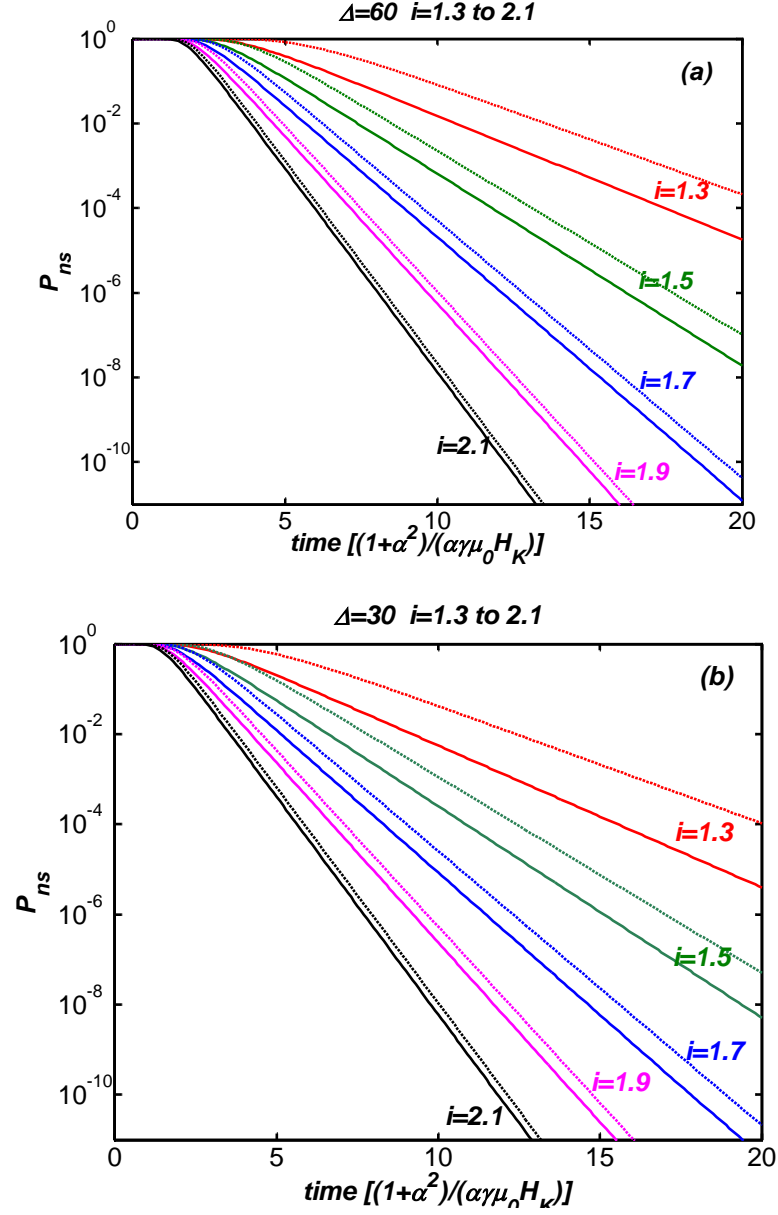 Δ=60 i=1.3 to 2.1
(a)
10^0
10^-2
10^-4
10^-6
10^-8
10^-10
P_ns
i=1.3
i=1.5
i=1.7
i=1.9
i=2.1
0 5 10 15 20
time [(1+α^2)/(αγμ_0H_K)]
Δ=30 i=1.3 to 2.1
(b)
10^0
10^-2
10^-4
10^-6
10^-8
10^-10
P_ns
i=1.3
i=1.5
i=1.7
i=1.9
i=2.1
0 5 10 15 20
time [(1+α^2)/(αγμ_0H_K)]